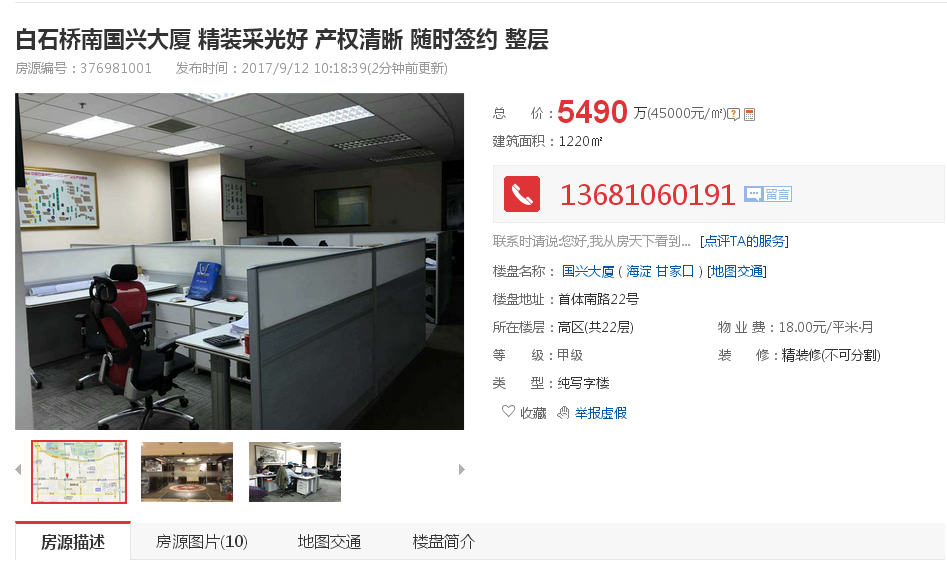 白石桥南国兴大厦 精装采光好 产权清晰 随时签约 整层
房源编号：376981001 发布时间：2017/9/12 10:18:39(2分钟前更新)
总 价：5490 万(45000元/㎡)
建筑面积：1220㎡
13681060191 留言
联系时请说:您好,我从房天下看到... [点评TA的服务]
楼盘名称： 国兴大厦 ( 海淀 甘家口 ) [地图交通]
楼盘地址：首体南路22号
所在楼层：高区(共22层) 物 业 费：18.00元/平米·月
等 级：甲级 装 修：精装修(不可分割)
类 型：纯写字楼
收藏 举报虚假
房源描述 房源图片(10) 地图交通 楼盘简介